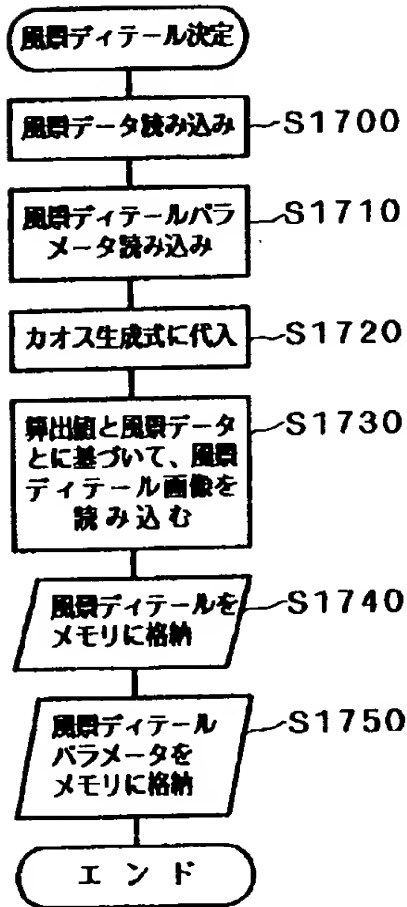 風景ディテール決定
風景データ読み込み
S1700
風景ディテールパラ
メータ読み込み
S1710
カオス生成式に代入
S1720
算出値と風景データ
とに基づいて、風景
ディテール画像を
読み込む
S1730
風景ディテールを
メモリに格納
S1740
風景ディテール
パラメータを
メモリに格納
S1750
エンド